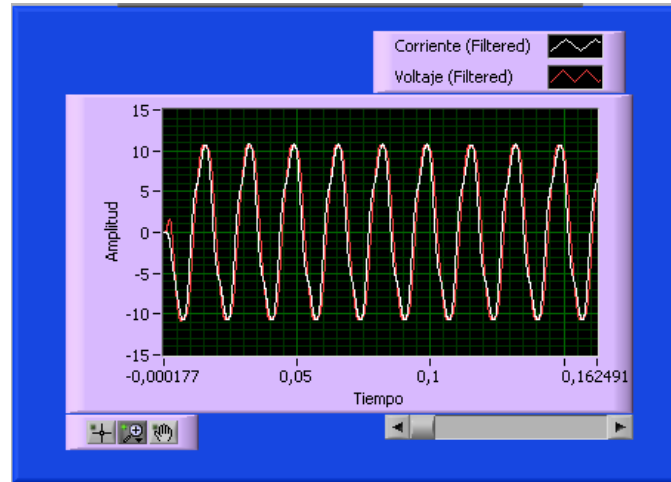 Corriente (Filtered)
Voltaje (Filtered)
Amplitud
15
10
5
0
-5
-10
-15
-0,000177
0,05
0,1
0,162491
Tiempo